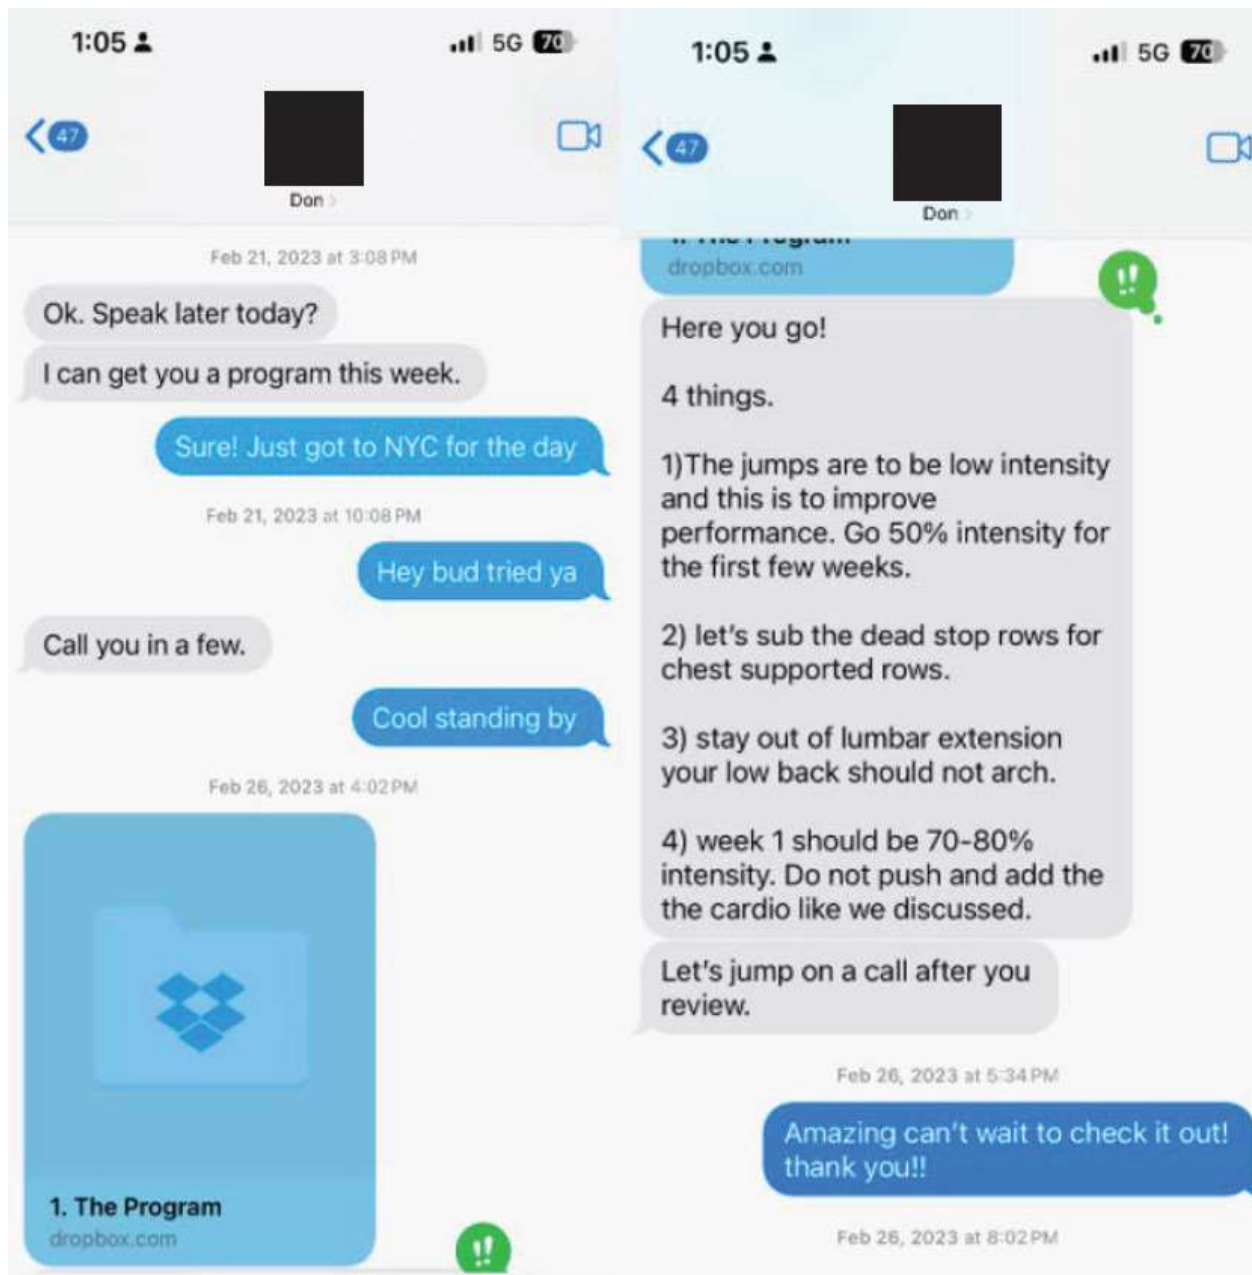 1:05
5G 70
47
Don
Feb 21, 2023 at 3:08 PM
Ok. Speak later today?
I can get you a program this week.
Sure! Just got to NYC for the day
Feb 21, 2023 at 10:08 PM
Hey bud tried ya
Call you in a few.
Cool standing by
Feb 26, 2023 at 4:02 PM
1. The Program
dropbox.com
!!
1:05
5G 70
47
Don
1. The Program
dropbox.com
!!
Here you go!
4 things.
1)The jumps are to be low intensity
and this is to improve
performance. Go 50% intensity for
the first few weeks.
2) let's sub the dead stop rows for
chest supported rows.
3) stay out of lumbar extension
your low back should not arch.
4) week 1 should be 70-80%
intensity. Do not push and add the
the cardio like we discussed.
Let's jump on a call after you
review.
Feb 26, 2023 at 5:34 PM
Amazing can't wait to check it out!
thank you!!
Feb 26, 2023 at 8:02 PM